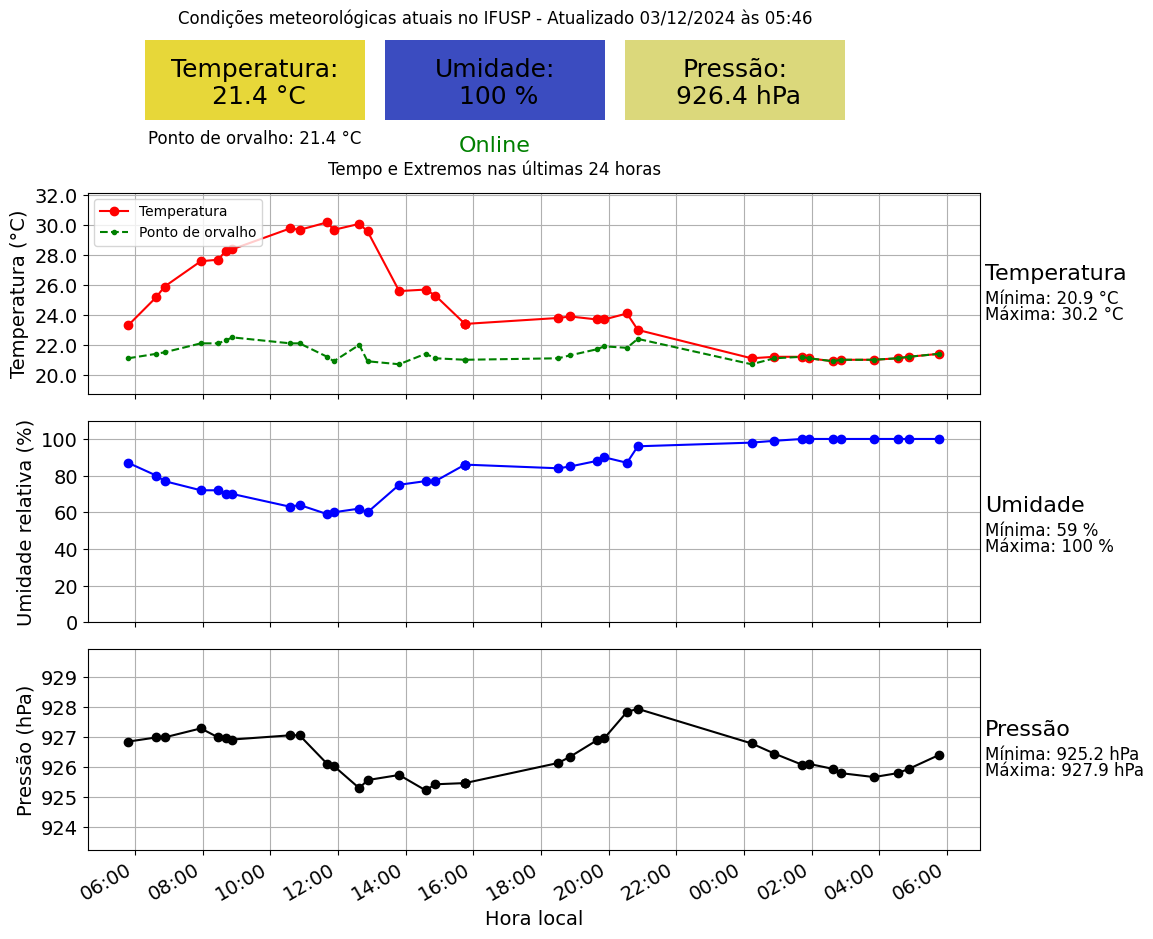 Condições meteorológicas atuais no IFUSP - Atualizado 03/12/2024 às 05:46
Temperatura:
21.4 °C
Umidade:
100 %
Pressão:
926.4 hPa
Ponto de orvalho: 21.4 °C
Online
Tempo e Extremos nas últimas 24 horas
Temperatura (°C)
32.0
30.0
28.0
26.0
24.0
22.0
20.0
Temperatura
Ponto de orvalho
Temperatura
Mínima: 20.9 °C
Máxima: 30.2 °C
Umidade relativa (%)
100
80
60
40
20
0
Umidade
Mínima: 59 %
Máxima: 100 %
Pressão (hPa)
929
928
927
926
925
924
Pressão
Mínima: 925.2 hPa
Máxima: 927.9 hPa
06:00 08:00 10:00 12:00 14:00 16:00 18:00 20:00 22:00 00:00 02:00 04:00 06:00
Hora local